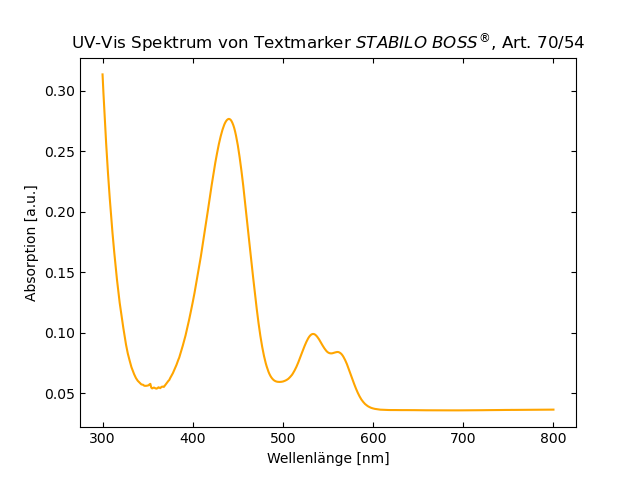 UV-Vis Spektrum von Textmarker STABILO BOSS®, Art. 70/54
0.30
0.25
0.20
0.15
0.10
0.05
Absorption [a.u.]
300 400 500 600 700 800
Wellenlänge [nm]